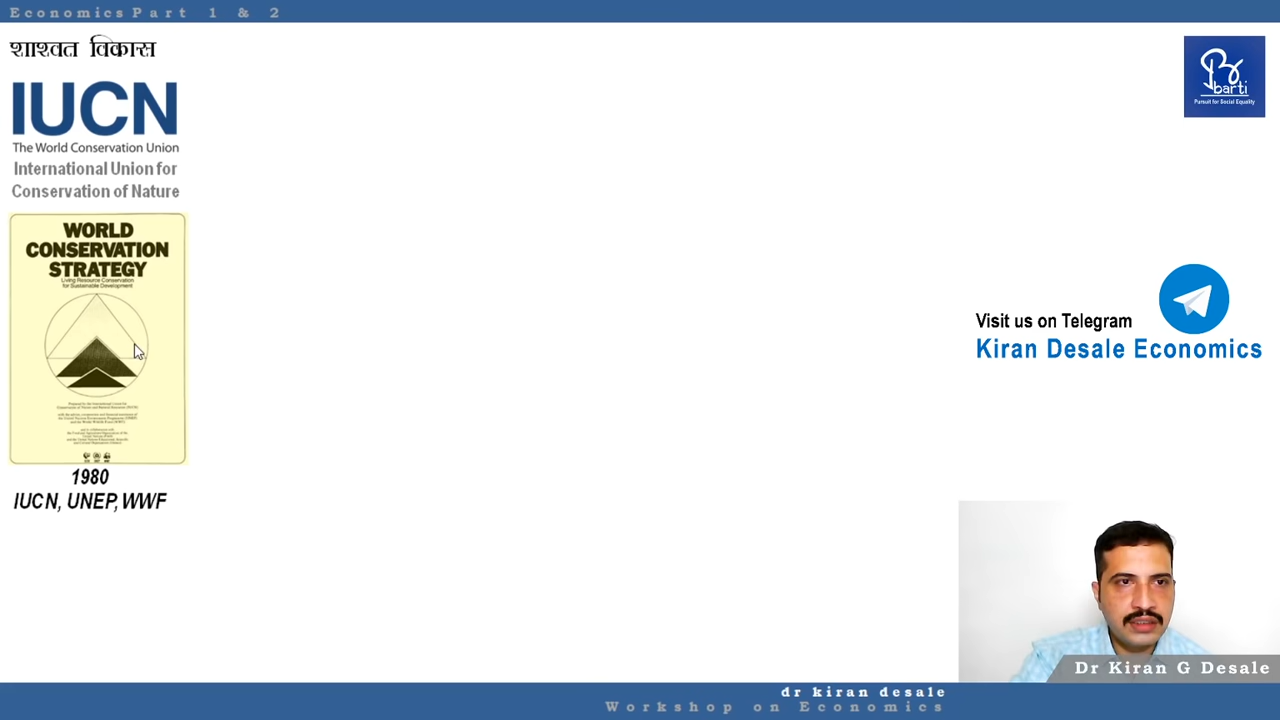 Economics Part 1 & 2
शाश्वत विकास
IUCN
The World Conservation Union
International Union for
Conservation of Nature
WORLD
CONSERVATION
STRATEGY
Living Resource Conservation
for Sustainable Development
1980
IUCN, UNEP, WWF
barti
Pursuit for Social Equality
Visit us on Telegram
Kiran Desale Economics
Dr Kiran G Desale
dr kiran desale
Workshop on Economics